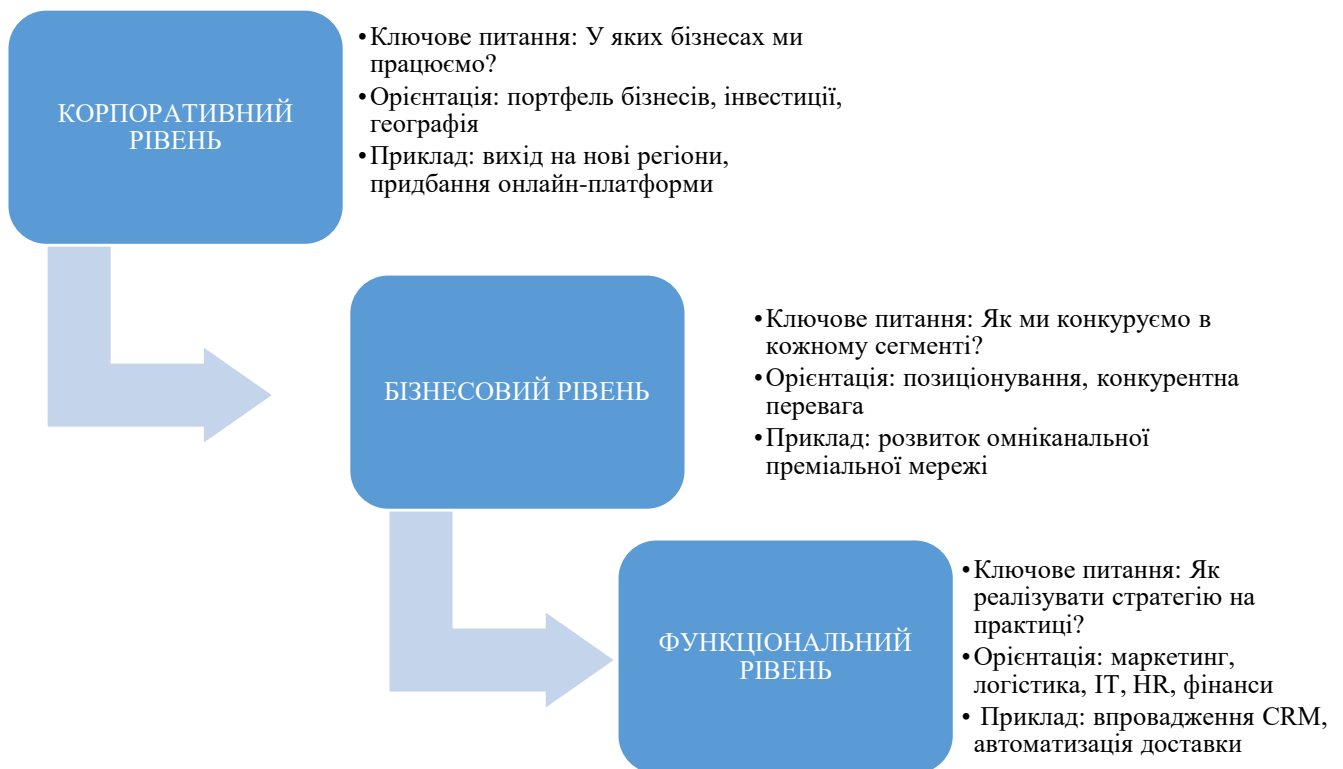 КОРПОРАТИВНИЙ
РІВЕНЬ
•Ключове питання: У яких бізнесах ми
працюємо?
•Орієнтація: портфель бізнесів, інвестиції,
географія
•Приклад: вихід на нові регіони,
придбання онлайн-платформи
БІЗНЕСОВИЙ РІВЕНЬ
•Ключове питання: Як ми конкуруємо в
кожному сегменті?
•Орієнтація: позиціонування, конкурентна
перевага
•Приклад: розвиток омніканальної
преміальної мережі
ФУНКЦІОНАЛЬНИЙ
РІВЕНЬ
•Ключове питання: Як
реалізувати стратегію на
практиці?
•Орієнтація: маркетинг,
логістика, IT, HR, фінанси
• Приклад: впровадження CRM,
автоматизація доставки